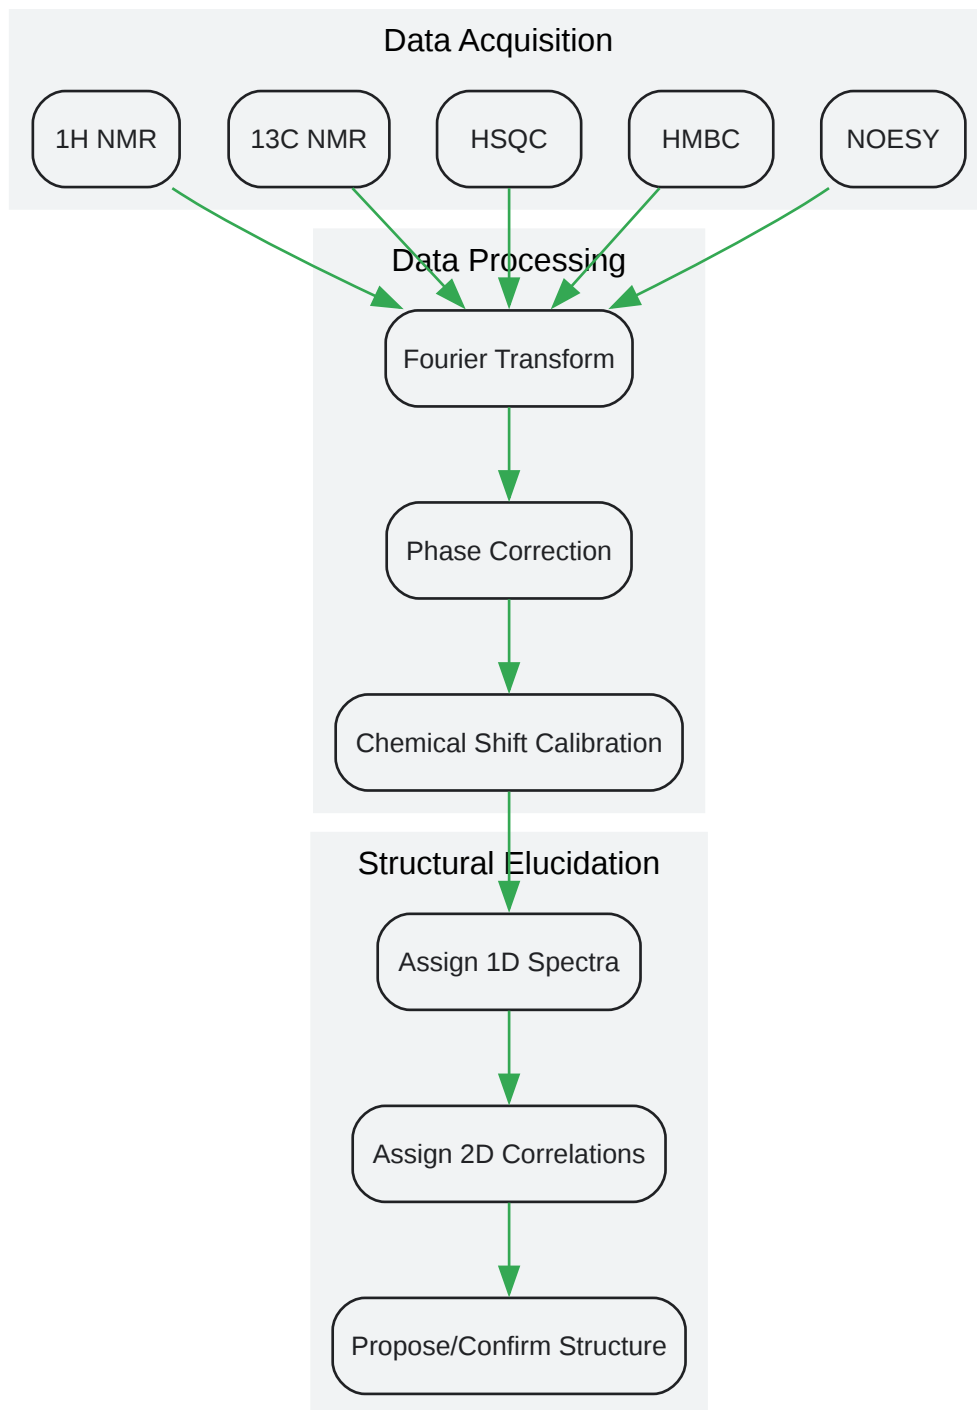 Data Acquisition
1H NMR
13C NMR
HSQC
HMBC
NOESY
Data Processing
Fourier Transform
Phase Correction
Chemical Shift Calibration
Structural Elucidation
Assign 1D Spectra
Assign 2D Correlations
Propose/Confirm Structure